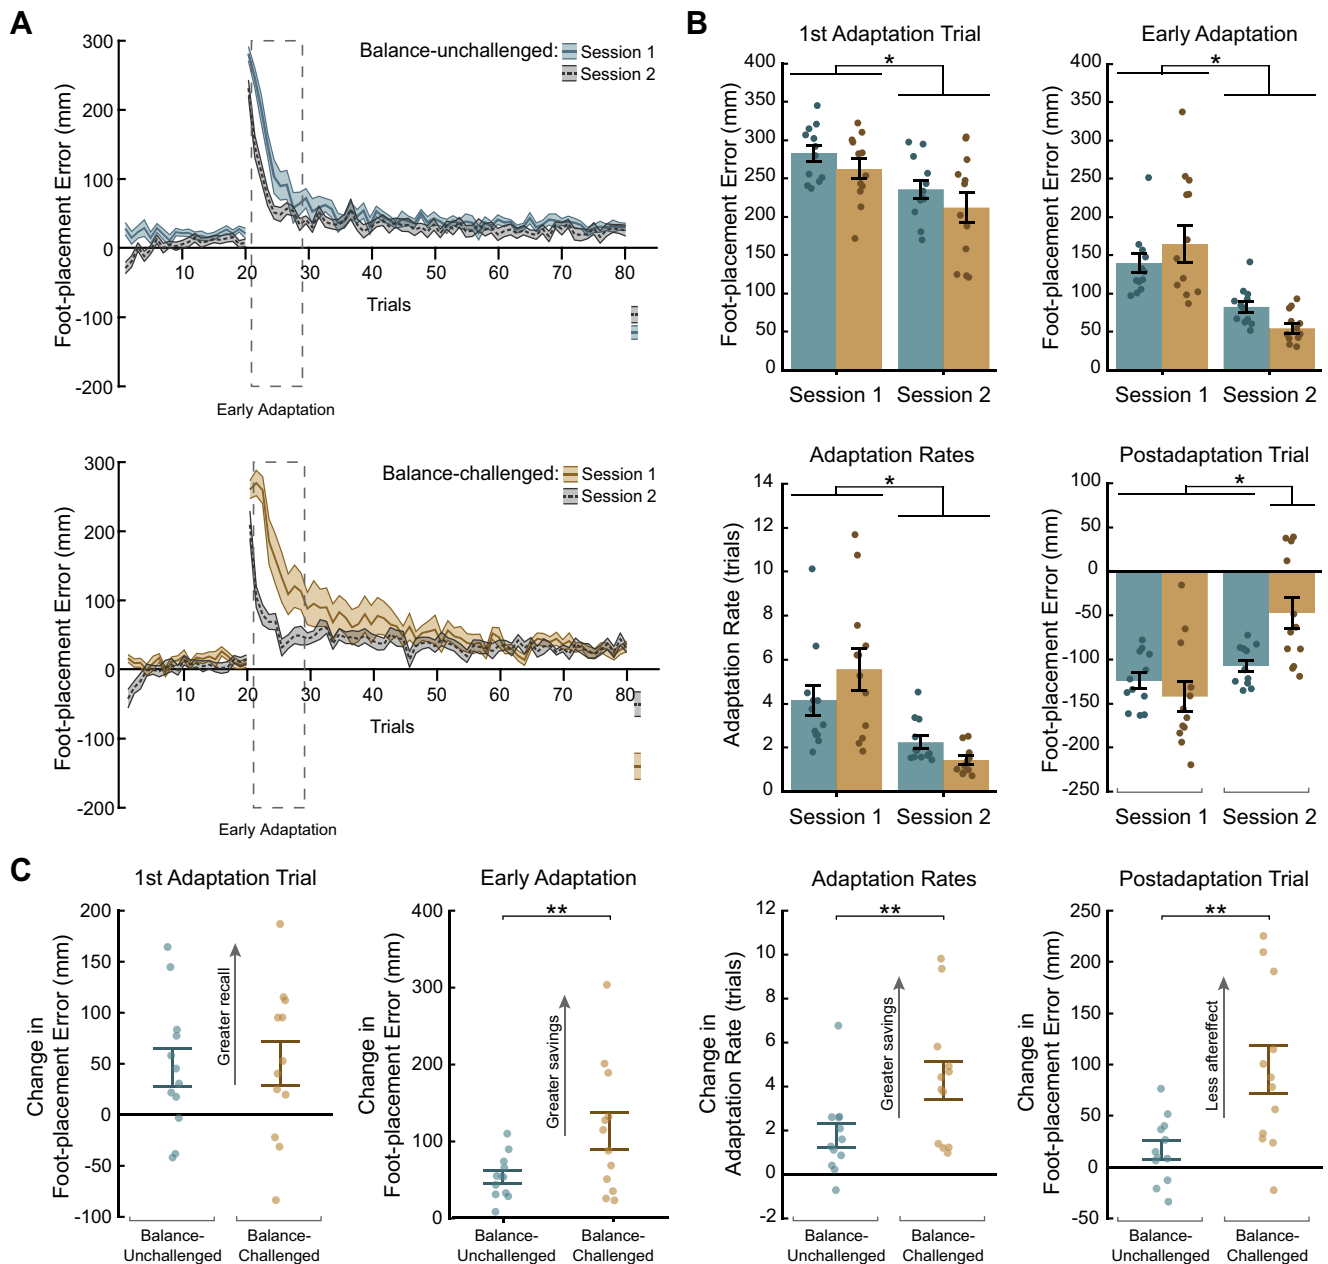 A
Foot-placement Error (mm)
300
200
100
0
-100
-200
10
20
30
40
50
60
70
80
Trials
Balance-unchallenged:
Session 1
Session 2
Early Adaptation
Foot-placement Error (mm)
300
200
100
0
-100
-200
10
20
30
40
50
60
70
80
Trials
Balance-challenged:
Session 1
Session 2
Early Adaptation
B
1st Adaptation Trial
Foot-placement Error (mm)
400
350
300
250
200
150
100
50
0
*
Session 1
Session 2
Early Adaptation
Foot-placement Error (mm)
400
350
300
250
200
150
100
50
0
*
Session 1
Session 2
Adaptation Rates
Adaptation Rate (trials)
14
12
10
8
6
4
2
0
*
Session 1
Session 2
Postadaptation Trial
Foot-placement Error (mm)
100
50
0
-50
-100
-150
-200
-250
*
Session 1
Session 2
C
1st Adaptation Trial
Change in
Foot-placement Error (mm)
200
150
100
50
0
-50
-100
Greater recall
Balance-
Unchallenged
Balance-
Challenged
Early Adaptation
Change in
Foot-placement Error (mm)
400
300
200
100
0
**
Greater savings
Balance-
Unchallenged
Balance-
Challenged
Adaptation Rates
Change in
Adaptation Rate (trials)
12
10
8
6
4
2
0
-2
**
Greater savings
Balance-
Unchallenged
Balance-
Challenged
Postadaptation Trial
Change in
Foot-placement Error (mm)
250
200
150
100
50
0
-50
**
Less aftereffect
Balance-
Unchallenged
Balance-
Challenged